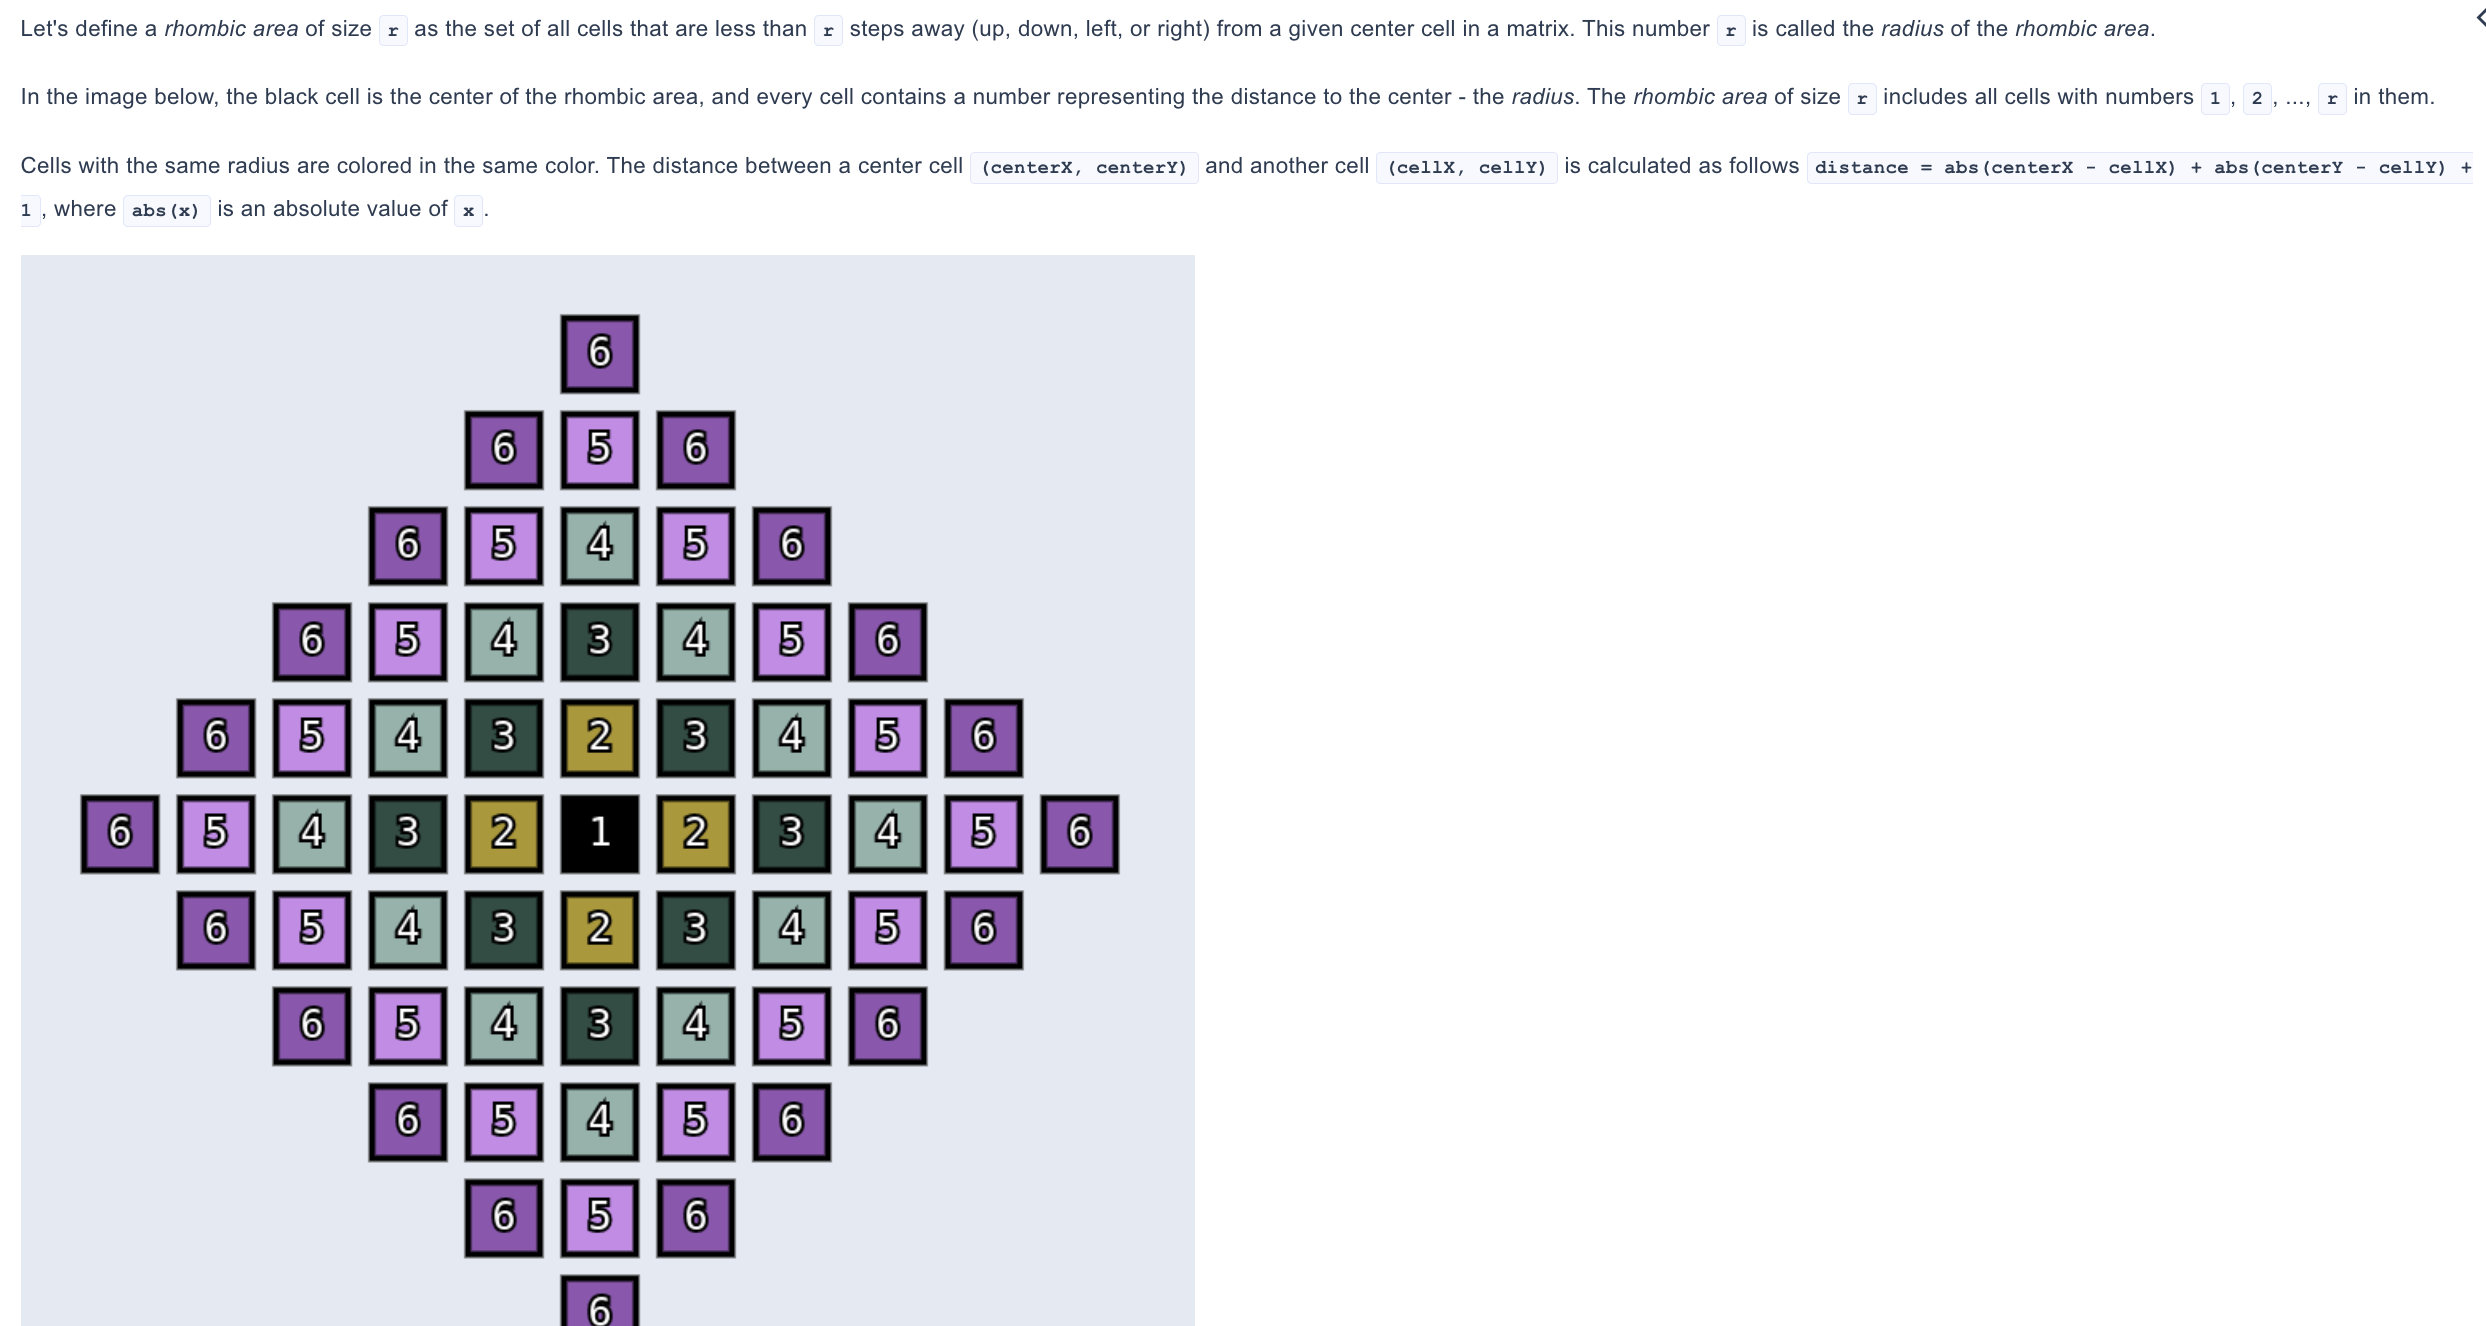 Let's define a rhombic area of size r as the set of all cells that are less than r steps away (up, down, left, or right) from a given center cell in a matrix. This number r is called the radius of the rhombic area.
In the image below, the black cell is the center of the rhombic area, and every cell contains a number representing the distance to the center - the radius. The rhombic area of size r includes all cells with numbers 1, 2, ..., r in them.
Cells with the same radius are colored in the same color. The distance between a center cell (centerX, centerY) and another cell (cellX, cellY) is calculated as follows distance = abs(centerX - cellX) + abs(centerY - cellY) +
1, where abs(x) is an absolute value of x.
6
6 5 6
6 5 4 5 6
6 5 4 3 4 5 6
6 5 4 3 2 3 4 5 6
6 5 4 3 2 1 2 3 4 5 6
6 5 4 3 2 3 4 5 6
6 5 4 3 4 5 6
6 5 4 5 6
6 5 6
6